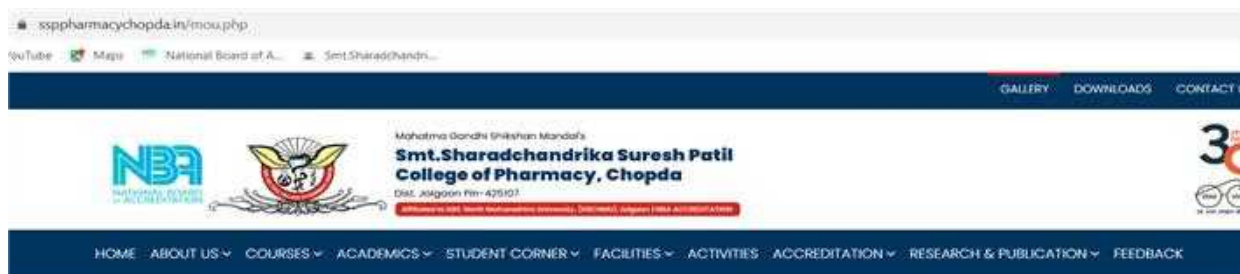 ssppharmacychopda.in/mou.php
YouTube Maps National Board of A... Smt.Sharadchandri...
GALLERY DOWNLOADS CONTACT
NBA
NATIONAL BOARD
of ACCREDITATION
Mahatma Gandhi Shikshan Mandal's
Smt.Sharadchandrika Suresh Patil
College of Pharmacy, Chopda
Dist. Jalgaon Pin-425107
HOME ABOUT US COURSES ACADEMICS STUDENT CORNER FACILITIES ACTIVITIES ACCREDITATION RESEARCH & PUBLICATION FEEDBACK